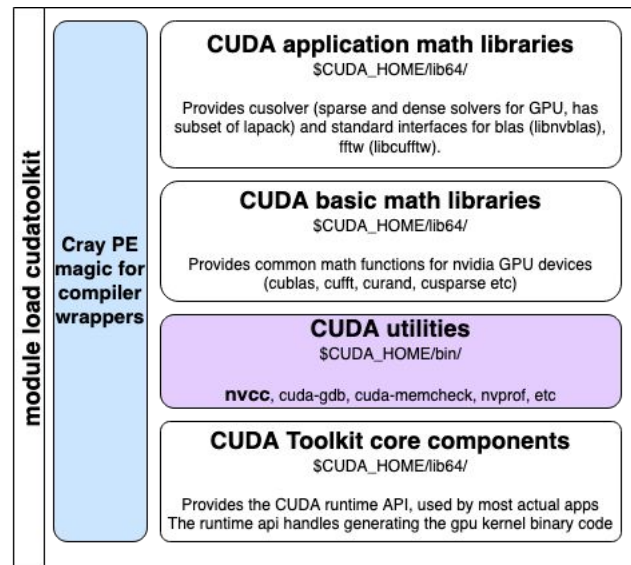 module load cudatoolkit
Cray PE
magic for
compiler
wrappers
CUDA application math libraries
$CUDA_HOME/lib64/
Provides cusolver (sparse and dense solvers for GPU, has
subset of lapack) and standard interfaces for blas (libnvblas),
fftw (libcufftw).
CUDA basic math libraries
$CUDA_HOME/lib64/
Provides common math functions for nvidia GPU devices
(cublas, cufft, curand, cusparse etc)
CUDA utilities
$CUDA_HOME/bin/
nvcc, cuda-gdb, cuda-memcheck, nvprof, etc
CUDA Toolkit core components
$CUDA_HOME/lib64/
Provides the CUDA runtime API, used by most actual apps
The runtime api handles generating the gpu kernel binary code